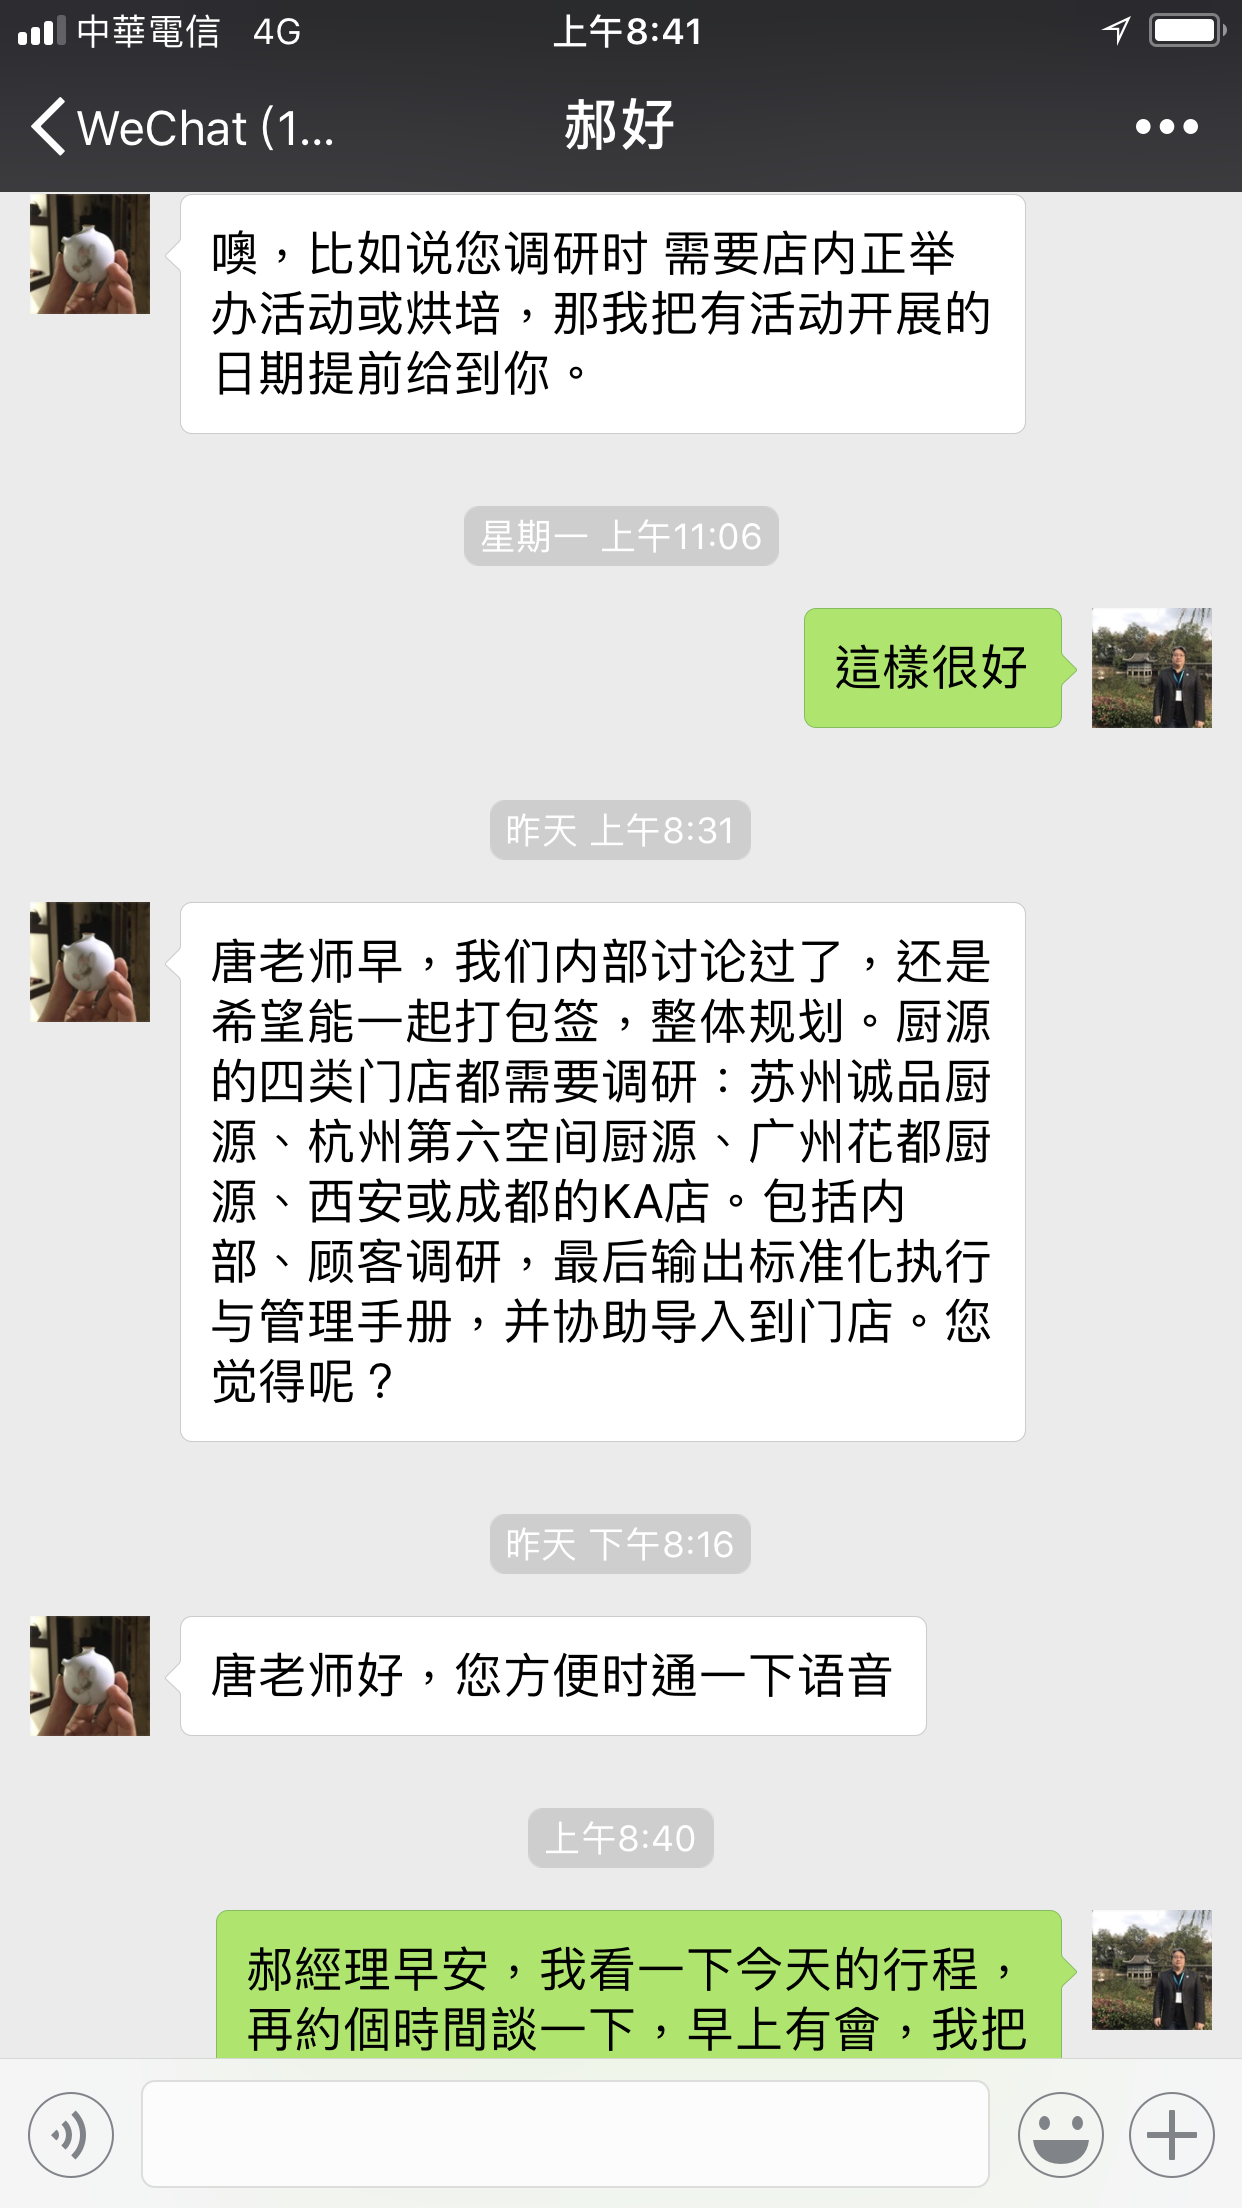 中華電信 4G 上午8:41
WeChat (1... 郝好
噢，比如说您调研时 需要店内正举
办活动或烘培，那我把有活动开展的
日期提前给到你。
星期一 上午11:06
這樣很好
昨天 上午8:31
唐老师早，我们内部讨论过了，还是
希望能一起打包签，整体规划。厨源
的四类门店都需要调研：苏州诚品厨
源、杭州第六空间厨源、广州花都厨
源、西安或成都的KA店。包括内
部、顾客调研，最后输出标准化执行
与管理手册，并协助导入到门店。您
觉得呢？
昨天 下午8:16
唐老师好，您方便时通一下语音
上午8:40
郝經理早安，我看一下今天的行程，
再約個時間談一下，早上有會，我把